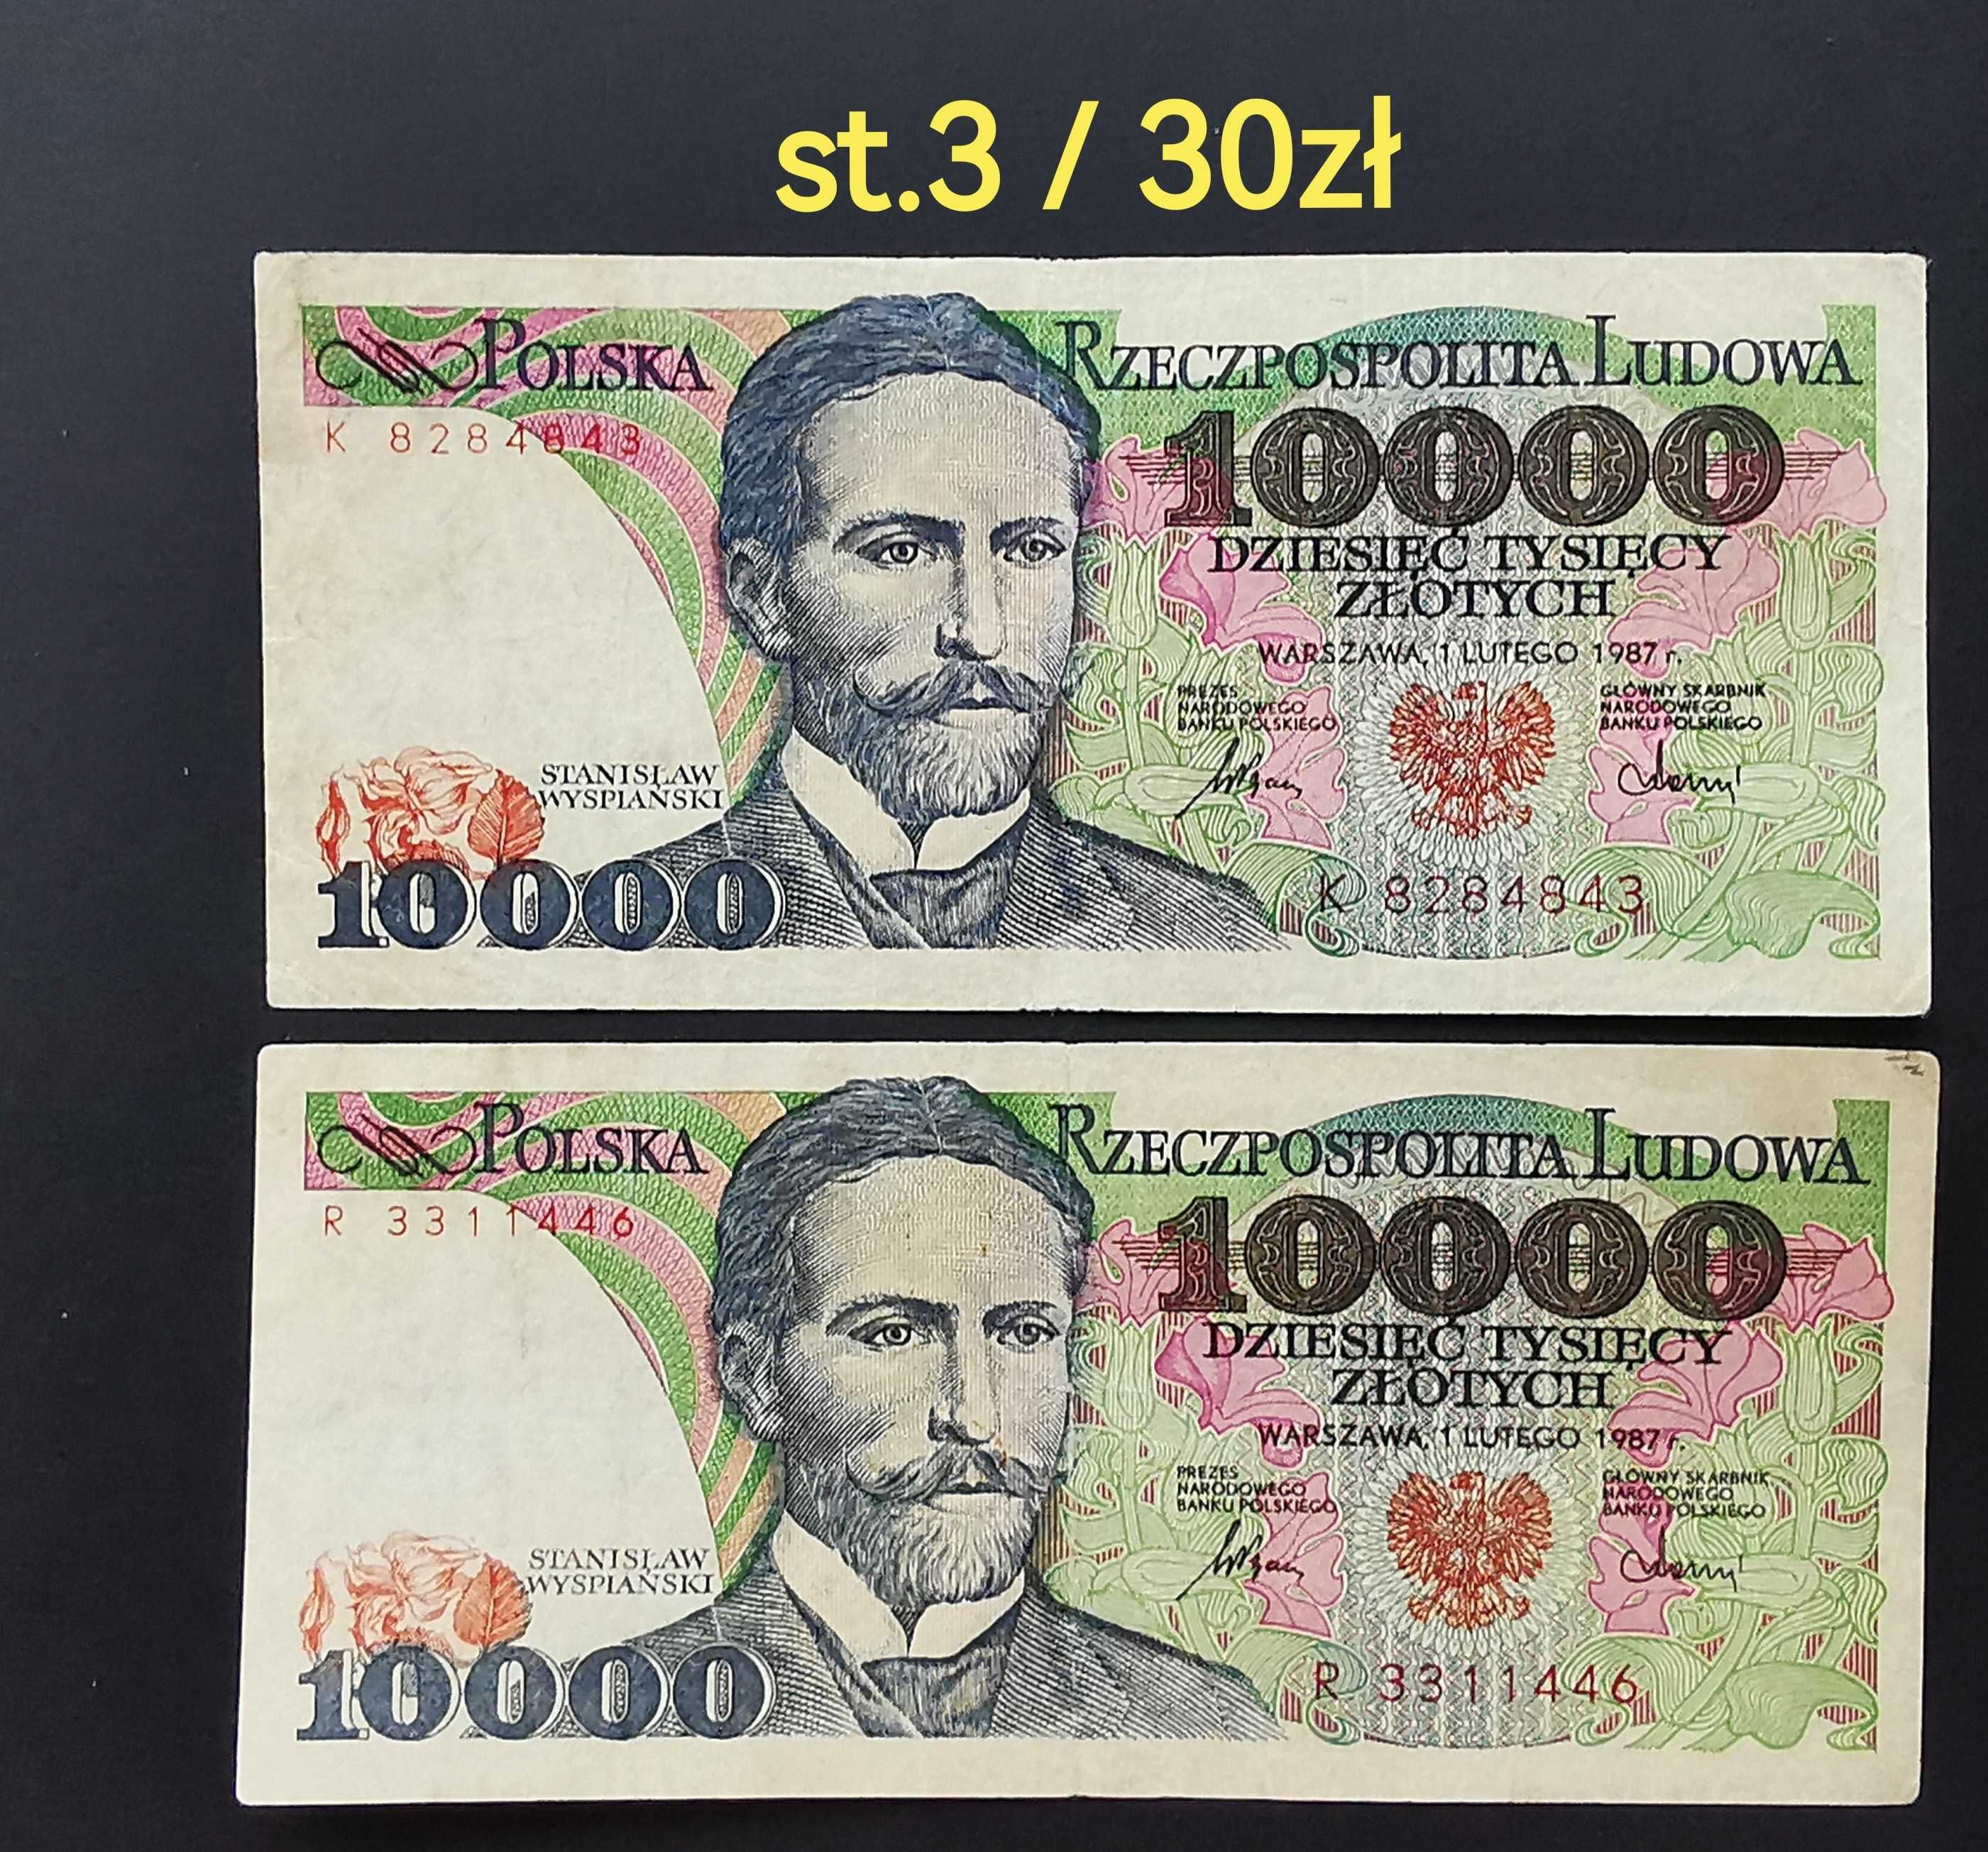 st.3 / 30zł
POLSKA RZECZPOSPOLITA LUDOWA
K 8284843
10000
DZIESIĘĆ TYSIĘCY
ZŁOTYCH
WARSZAWA, 1 LUTEGO 1987 r.
PREZES
NARODOWEGO
BANKU POLSKIEGO
GŁÓWNY SKARBNIK
NARODOWEGO
BANKU POLSKIEGO
STANISŁAW
WYSPIAŃSKI
10000
K 8284843
POLSKA RZECZPOSPOLITA LUDOWA
R 3311446
10000
DZIESIĘĆ TYSIĘCY
ZŁOTYCH
WARSZAWA, 1 LUTEGO 1987 r.
PREZES
NARODOWEGO
BANKU POLSKIEGO
GŁÓWNY SKARBNIK
NARODOWEGO
BANKU POLSKIEGO
STANISŁAW
WYSPIAŃSKI
10000
R 3311446